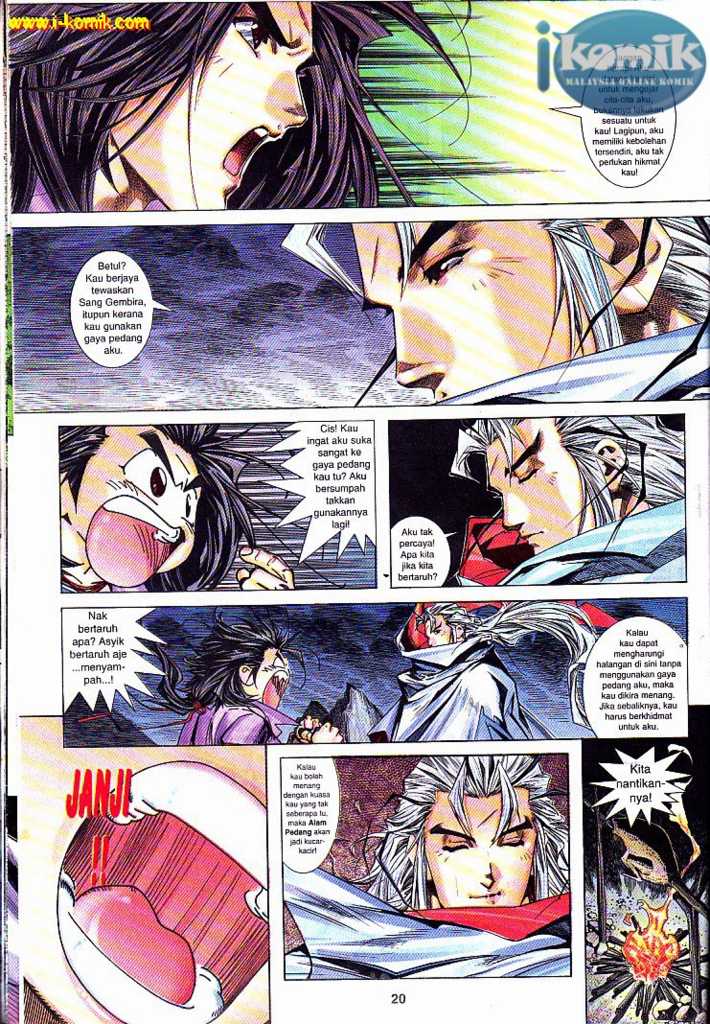 www.i-komik.com
iKomik
MALAYSIA ONLINE KOMIK
untuk mengejar
cita-cita aku,
bukannya lakukan
sesuatu untuk
kau! Lagipun, aku
memiliki kebolehan
tersendiri, aku tak
perlukan hikmat
kau!
Betul?
Kau berjaya
tewaskan
Sang Gembira,
itupun kerana
kau gunakan
gaya pedang
aku.
Cis! Kau
ingat aku suka
sangat ke
gaya pedang
kau tu? Aku
bersumpah
takkan
gunakannya
lagi!
Aku tak
percaya!
Apa kita
jika kita
bertaruh?
Nak
bertaruh
apa? Asyik
bertaruh aje
...menyam-
pah...!
Kalau
kau dapat
mengharungi
halangan di sini tanpa
menggunakan gaya
pedang aku, maka
kau dikira menang.
Jika sebaliknya kau
harus berkhidmat
untuk aku.
JANJI
!!
Kalau
kau boleh
menang
dengan kuasa
kau yang tak
seberapa tu,
maka Alam
Pedang akan
jadi kucar-
kacir!
Kita
nantikan-
nya!
20